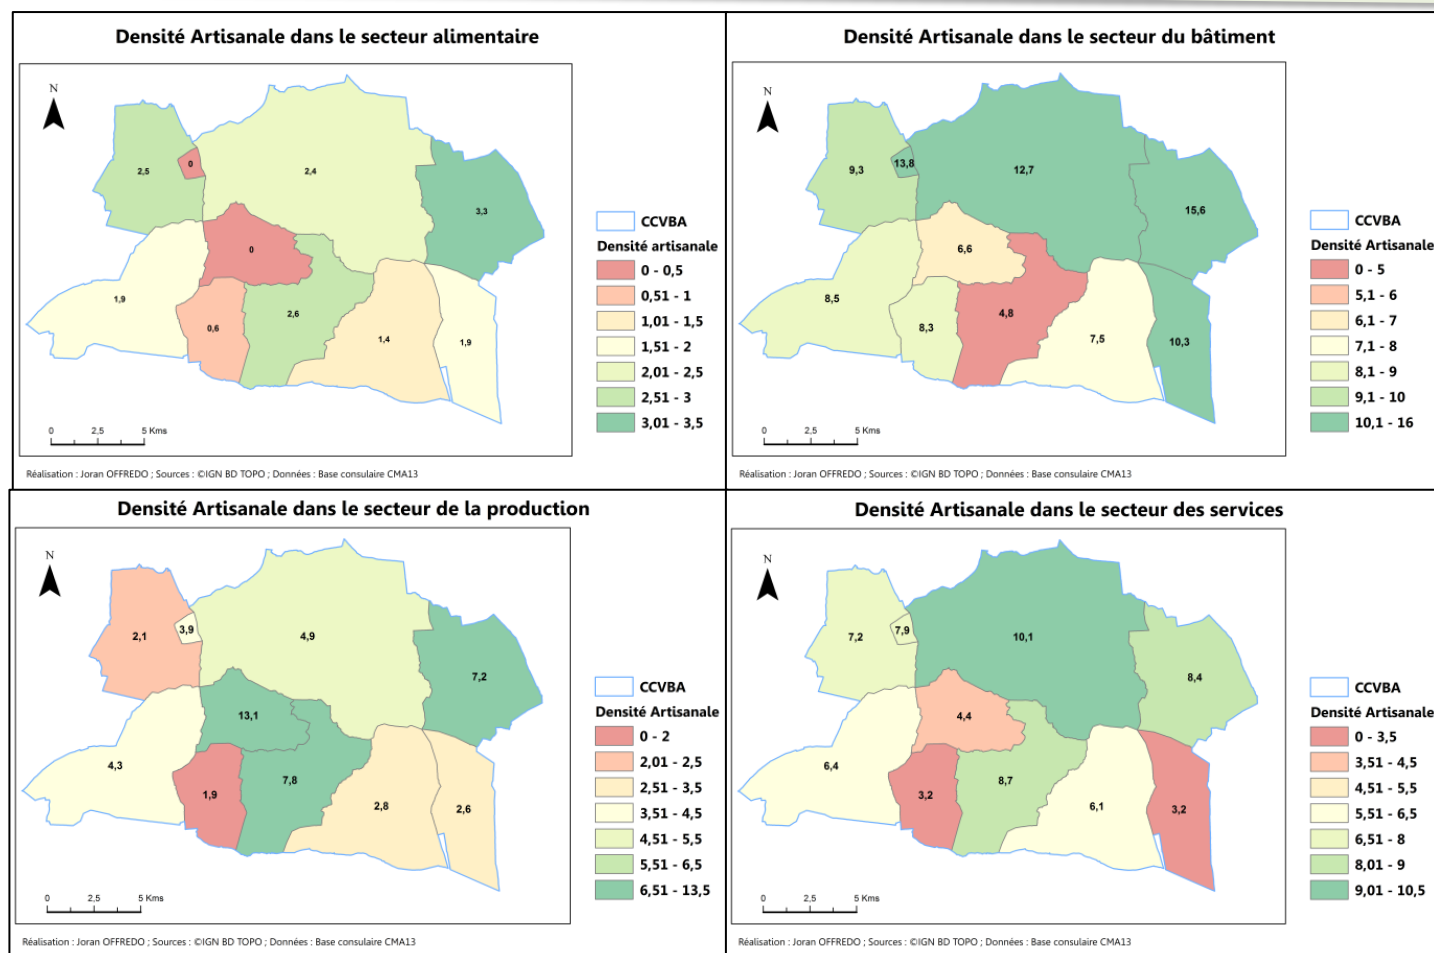 Densité Artisanale dans le secteur alimentaire
N
2,5
0
2,4
3,3
0
1,9
0,6
2,6
1,4
1,9
CCVBA
Densité artisanale
0 - 0,5
0,51 - 1
1,01 - 1,5
1,51 - 2
2,01 - 2,5
2,51 - 3
3,01 - 3,5
0 2,5 5 Kms
Réalisation : Joran OFFREDO ; Sources : ©IGN BD TOPO ; Données : Base consulaire CMA13
Densité Artisanale dans le secteur du bâtiment
N
9,3
13,8
12,7
15,6
6,6
8,5
8,3
4,8
7,5
10,3
CCVBA
Densité Artisanale
0 - 5
5,1 - 6
6,1 - 7
7,1 - 8
8,1 - 9
9,1 - 10
10,1 - 16
0 2,5 5 Kms
Réalisation : Joran OFFREDO ; Sources : ©IGN BD TOPO ; Données : Base consulaire CMA13
Densité Artisanale dans le secteur de la production
N
2,1
3,9
4,9
7,2
13,1
4,3
1,9
7,8
2,8
2,6
CCVBA
Densité Artisanale
0 - 2
2,01 - 2,5
2,51 - 3,5
3,51 - 4,5
4,51 - 5,5
5,51 - 6,5
6,51 - 13,5
0 2,5 5 Kms
Réalisation : Joran OFFREDO ; Sources : ©IGN BD TOPO ; Données : Base consulaire CMA13
Densité Artisanale dans le secteur des services
N
7,2
7,9
10,1
8,4
4,4
6,4
3,2
8,7
6,1
3,2
CCVBA
Densité Artisanale
0 - 3,5
3,51 - 4,5
4,51 - 5,5
5,51 - 6,5
6,51 - 8
8,01 - 9
9,01 - 10,5
0 2,5 5 Kms
Réalisation : Joran OFFREDO ; Sources : ©IGN BD TOPO ; Données : Base consulaire CMA13